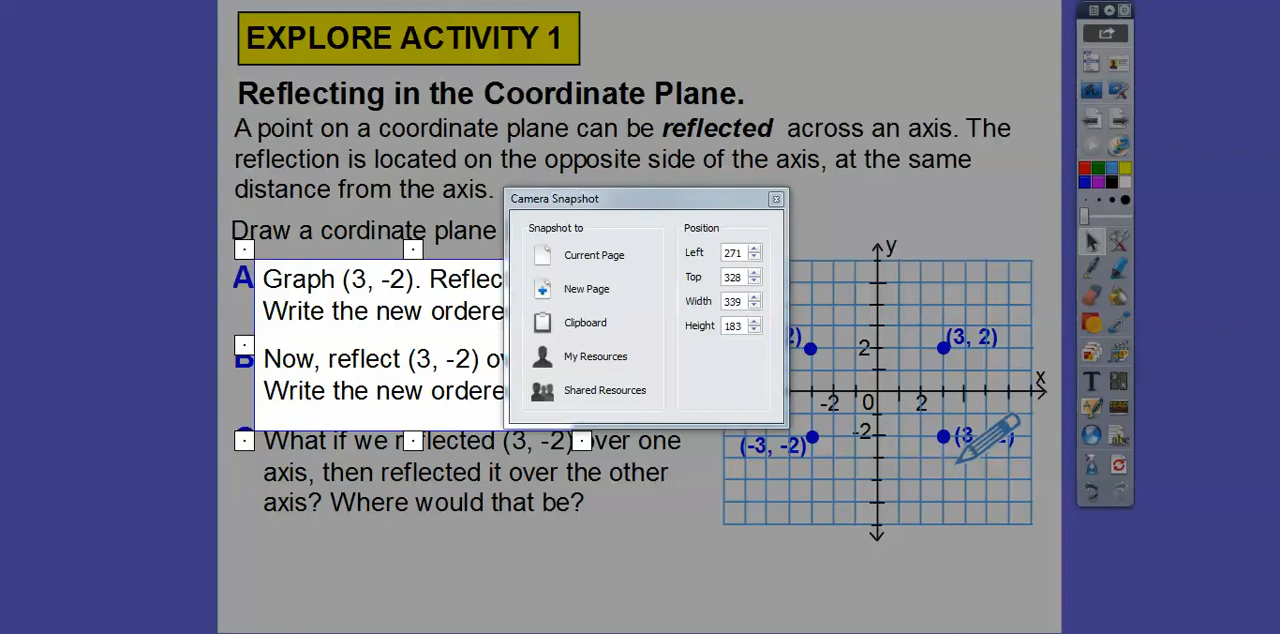 EXPLORE ACTIVITY 1
Reflecting in the Coordinate Plane.
A point on a coordinate plane can be reflected across an axis. The
reflection is located on the opposite side of the axis, at the same
distance from the axis.
Draw a cordinate plane
A
Graph (3, -2). Reflec
Write the new ordere
B
Now, reflect (3, -2) ov
Write the new ordere
What if we reflected (3, -2) over one
axis, then reflected it over the other
axis? Where would that be?
Camera Snapshot
Snapshot to
Current Page
New Page
Clipboard
My Resources
Shared Resources
Position
Left 271
Top 328
Width 339
Height 183
y
2) (3, 2)
2
x
-2 0 2
-2
(-3, -2) (3
T
abc